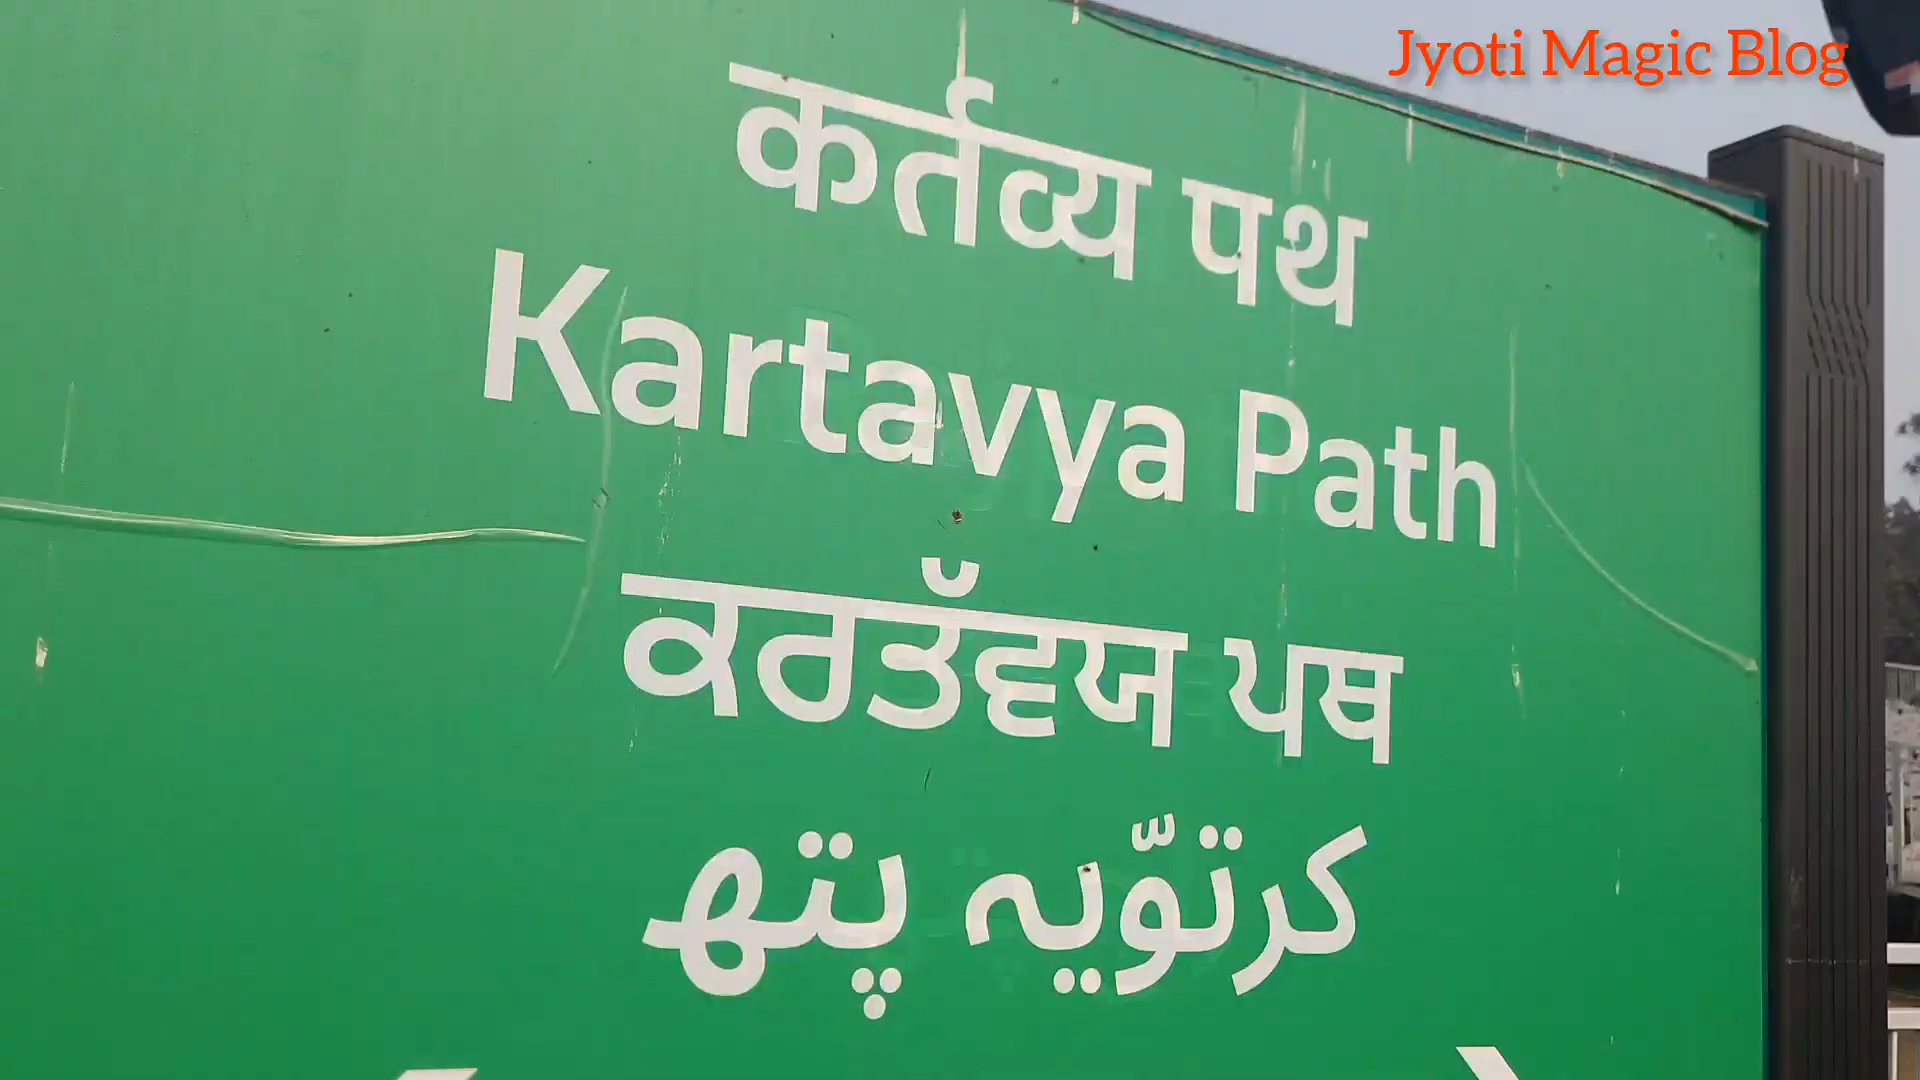 Jyoti Magic Blog
कर्तव्य पथ
Kartavya Path
ਕਰਤੱਵਯ ਪਥ
کرتوّیہ پتھ